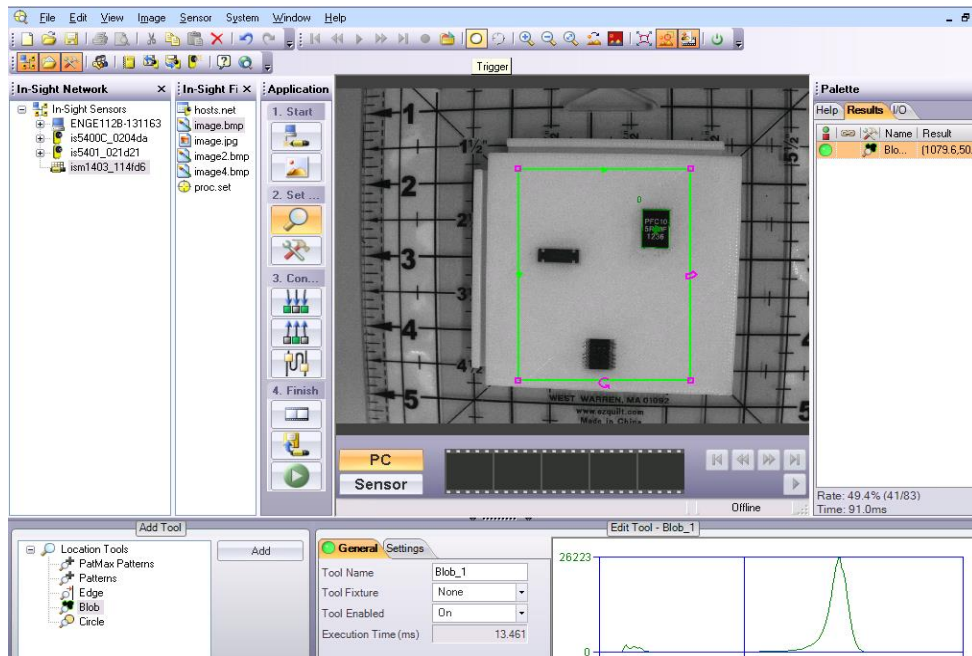 File Edit View Image Sensor System Window Help
Trigger
In-Sight Network
In-Sight Sensors
ENGE112B-131163
is5400C_0204da
is5401_021d21
ism1403_114fd6
In-Sight Fi
hosts.net
image.bmp
image.jpg
image2.bmp
image4.bmp
proc.set
Application
1. Start
2. Set ...
3. Con...
4. Finish
1
1½
2
2
3
3
4
4
5
5½
5
0
PFC10
1236
WEST WARREN, MA 01092
www.ezquilt.com
Made in China
PC
Sensor
Offline
Palette
Help Results I/O
Name Result
Blo... (1079.6,50.
Rate: 49.4% (41/83)
Time: 91.0ms
Add Tool
Location Tools
PatMax Patterns
Patterns
Edge
Blob
Circle
Add
Edit Tool - Blob_1
General Settings
Tool Name Blob_1
Tool Fixture None
Tool Enabled On
Execution Time (ms) 13.461
26223
0